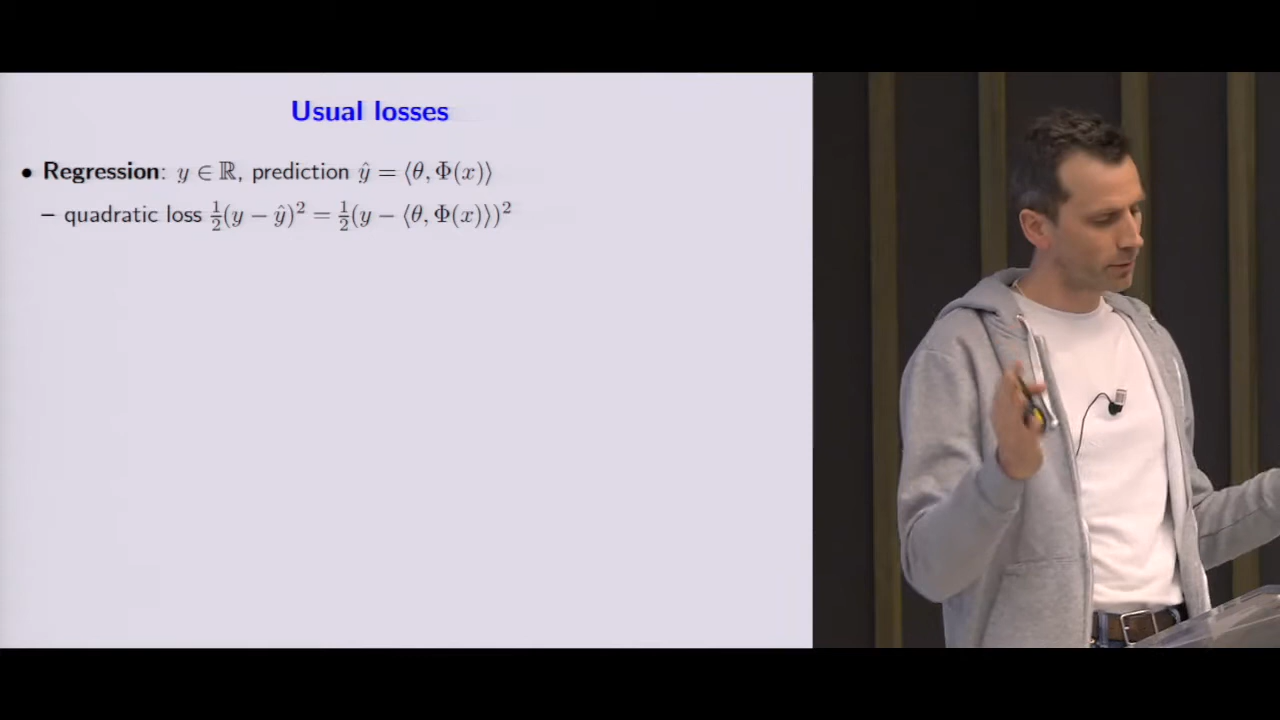 Usual losses
• Regression: y ∈ ℝ, prediction ŷ = ⟨θ, Φ(x)⟩
– quadratic loss ½(y − ŷ)² = ½(y − ⟨θ, Φ(x)⟩)²